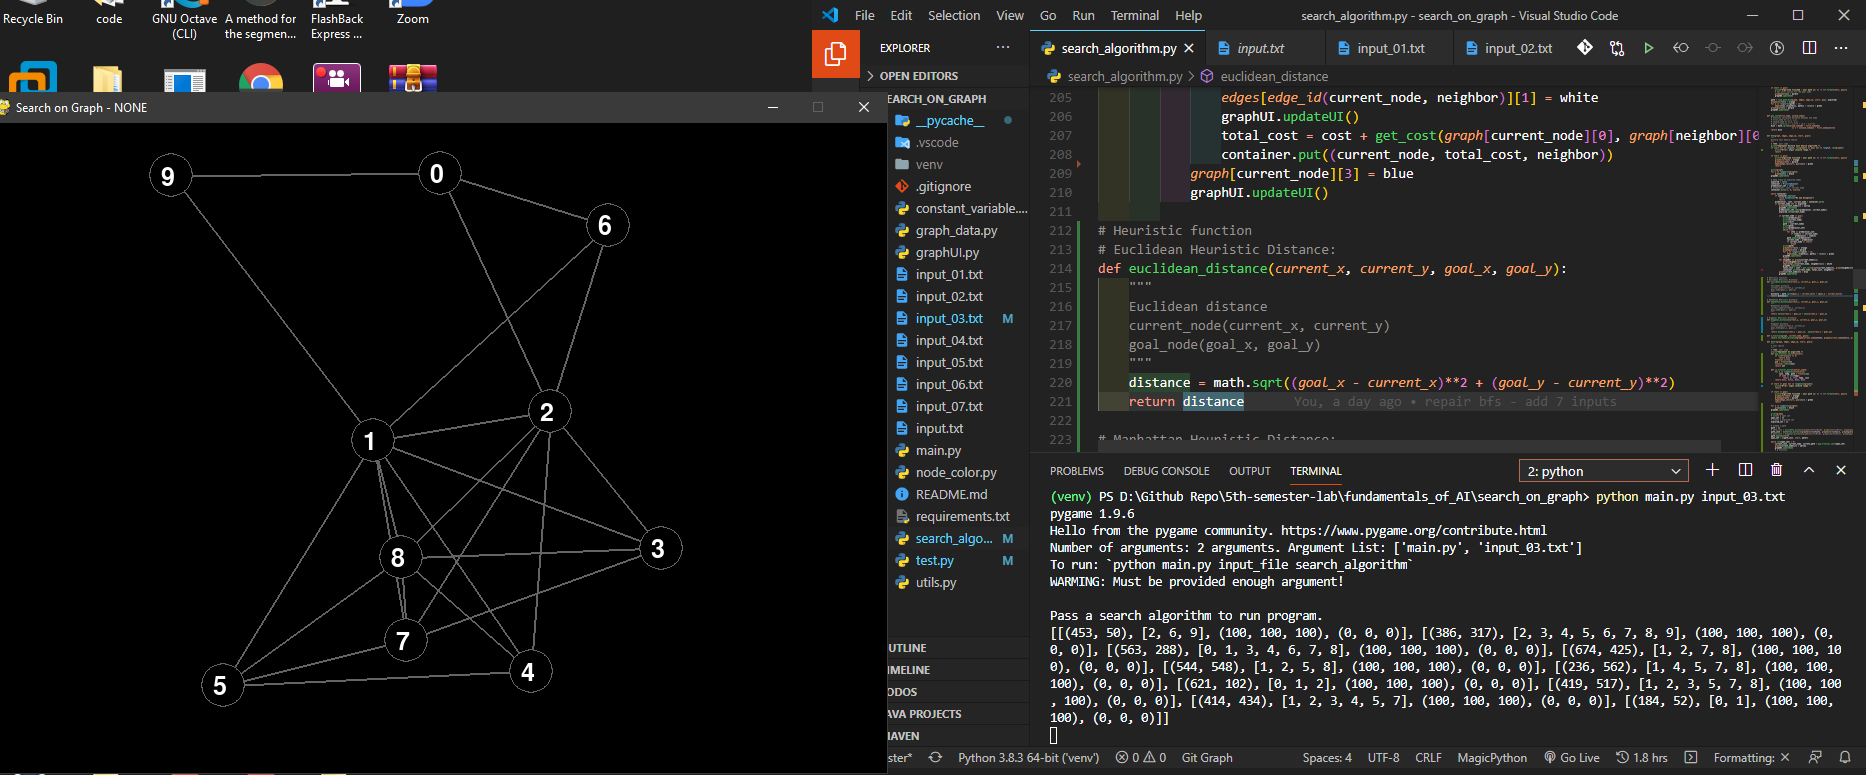 Recycle Bin
code
GNU Octave
(CLI)
A method for
the segmen...
FlashBack
Express ...
Zoom
Search on Graph - NONE
9
0
6
2
1
8
3
7
5
4
File Edit Selection View Go Run Terminal Help
search_algorithm.py - search_on_graph - Visual Studio Code
EXPLORER
OPEN EDITORS
EARCH_ON_GRAPH
__pycache__
.vscode
venv
.gitignore
constant_variable....
graph_data.py
graphUI.py
input_01.txt
input_02.txt
input_03.txt M
input_04.txt
input_05.txt
input_06.txt
input_07.txt
input.txt
main.py
node_color.py
README.md
requirements.txt
search_algo... M
test.py M
utils.py
UTLINE
IMELINE
ODOS
AVA PROJECTS
MAVEN
search_algorithm.py input.txt input_01.txt input_02.txt
search_algorithm.py > euclidean_distance
205 edges[edge_id(current_node, neighbor)][1] = white
206 graphUI.updateUI()
207 total_cost = cost + get_cost(graph[current_node][0], graph[neighbor][0
208 container.put((current_node, total_cost, neighbor))
209 graph[current_node][3] = blue
210 graphUI.updateUI()
211
212 # Heuristic function
213 # Euclidean Heuristic Distance:
214 def euclidean_distance(current_x, current_y, goal_x, goal_y):
215 """
216 Euclidean distance
217 current_node(current_x, current_y)
218 goal_node(goal_x, goal_y)
219 """
220 distance = math.sqrt((goal_x - current_x)**2 + (goal_y - current_y)**2)
221 return distance You, a day ago • repair bfs - add 7 inputs
222
223 # Manhattan Heuristic Distance:
PROBLEMS DEBUG CONSOLE OUTPUT TERMINAL 2: python
(venv) PS D:\Github Repo\5th-semester-lab\fundamentals_of_AI\search_on_graph> python main.py input_03.txt
pygame 1.9.6
Hello from the pygame community. https://www.pygame.org/contribute.html
Number of arguments: 2 arguments. Argument List: ['main.py', 'input_03.txt']
To run: `python main.py input_file search_algorithm`
WARMING: Must be provided enough argument!
Pass a search algorithm to run program.
[[(453, 50), [2, 6, 9], (100, 100, 100), (0, 0, 0)], [(386, 317), [2, 3, 4, 5, 6, 7, 8, 9], (100, 100, 100), (0,
0, 0)], [(563, 288), [0, 1, 3, 4, 6, 7, 8], (100, 100, 100), (0, 0, 0)], [(674, 425), [1, 2, 7, 8], (100, 100, 10
0), (0, 0, 0)], [(544, 548), [1, 2, 5, 8], (100, 100, 100), (0, 0, 0)], [(236, 562), [1, 4, 5, 7, 8], (100, 100,
100), (0, 0, 0)], [(621, 102), [0, 1, 2], (100, 100, 100), (0, 0, 0)], [(419, 517), [1, 2, 3, 5, 7, 8], (100, 100
, 100), (0, 0, 0)], [(414, 434), [1, 2, 3, 4, 5, 7], (100, 100, 100), (0, 0, 0)], [(184, 52), [0, 1], (100, 100,
100), (0, 0, 0)]]
ster* Python 3.8.3 64-bit ('venv') 0 0 Git Graph Spaces: 4 UTF-8 CRLF MagicPython Go Live 1.8 hrs Formatting: ×